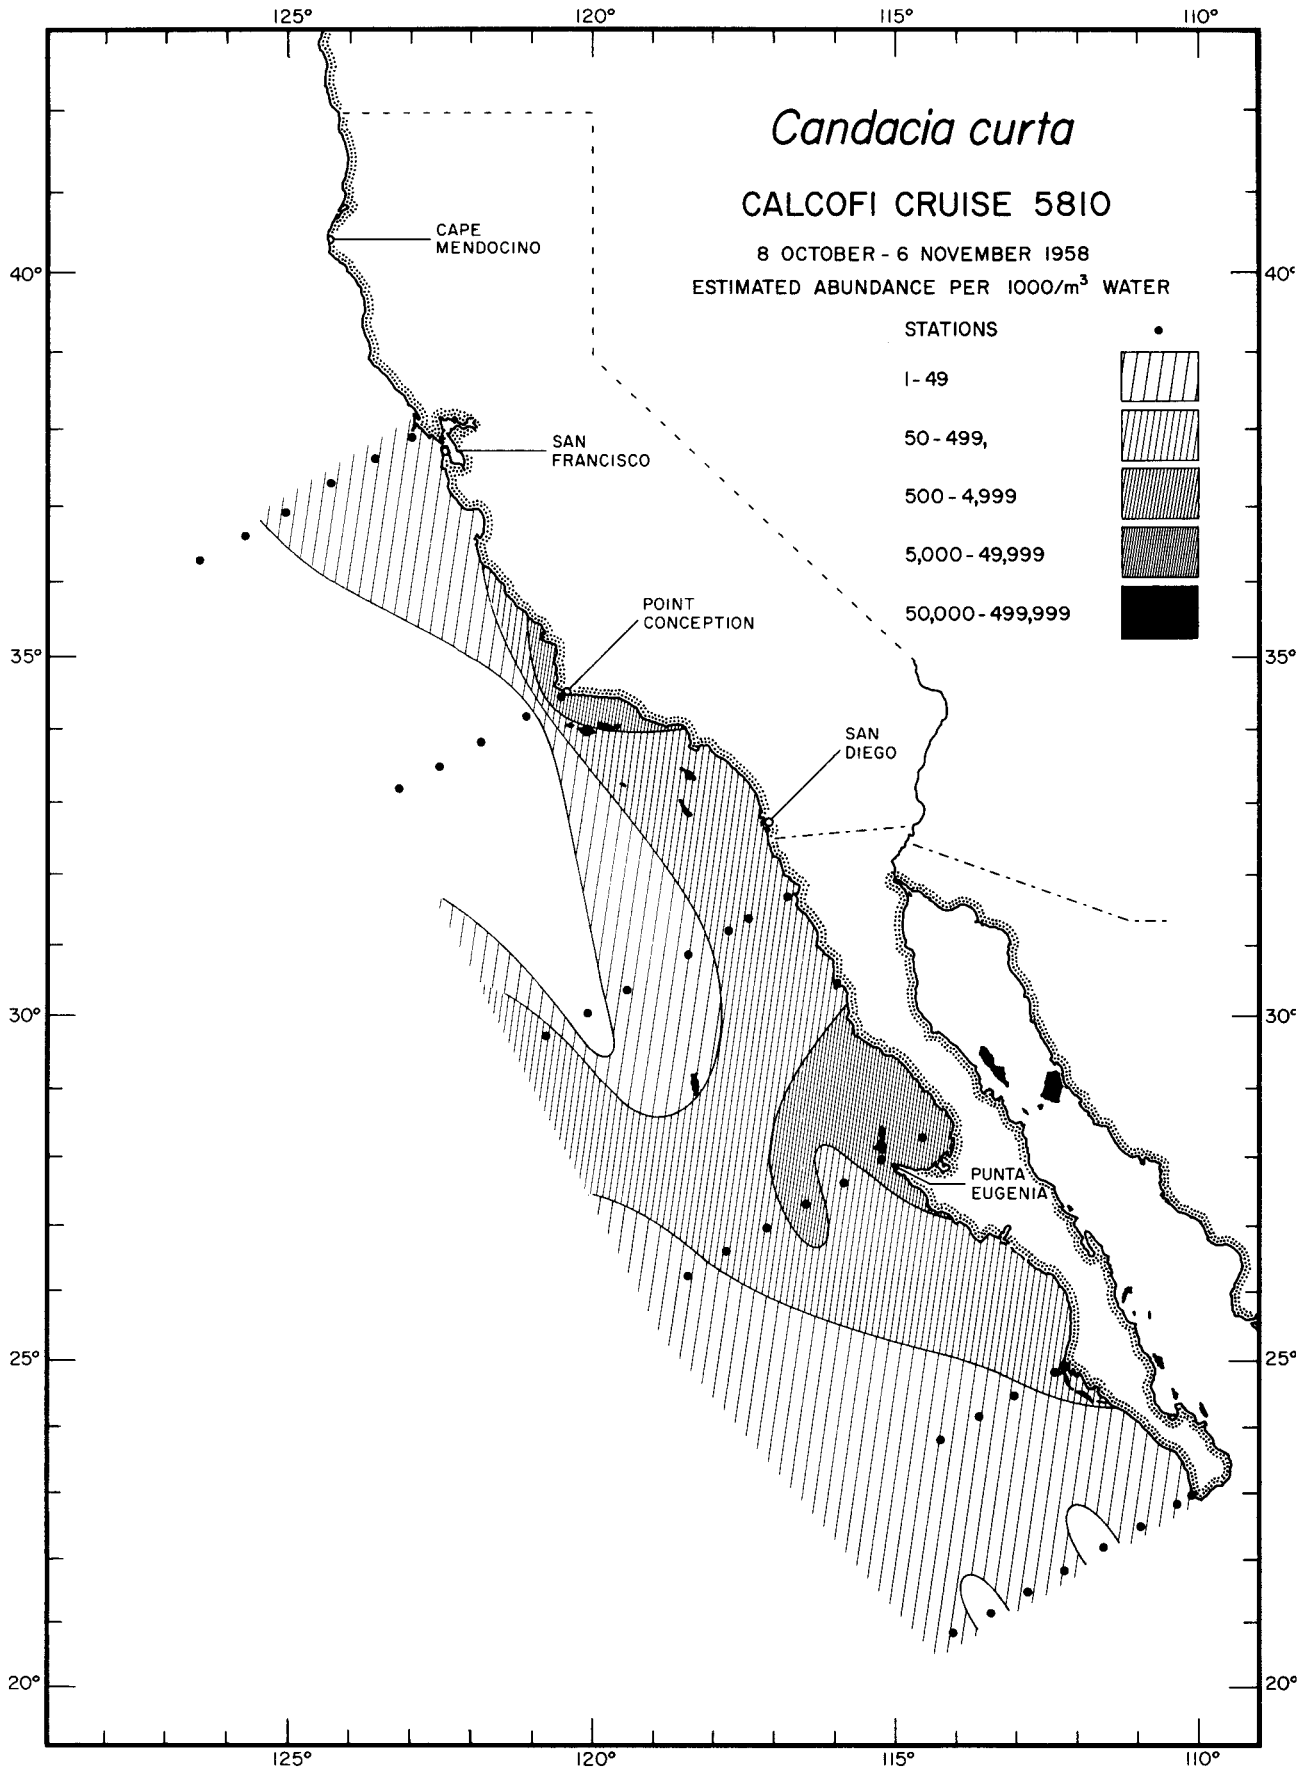 125° 120° 115° 110°
Candacia curta
CALCOFI CRUISE 5810
8 OCTOBER - 6 NOVEMBER 1958
ESTIMATED ABUNDANCE PER 1000/m³ WATER
STATIONS
1-49
50-499,
500-4,999
5,000-49,999
50,000-499,999
CAPE
MENDOCINO
40° 40°
SAN
FRANCISCO
POINT
CONCEPTION
35° 35°
SAN
DIEGO
30° 30°
PUNTA
EUGENIA
25° 25°
20° 20°
125° 120° 115° 110°